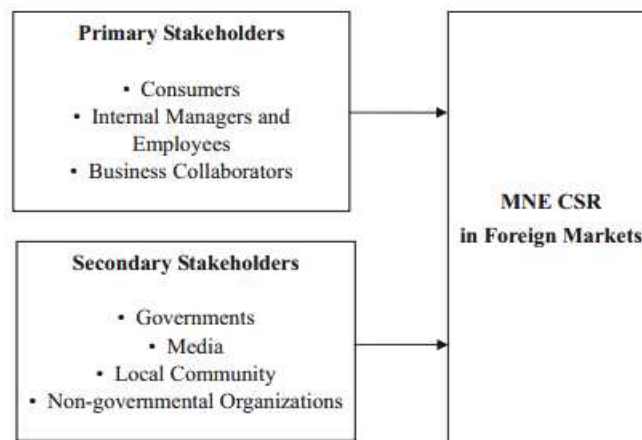 Primary Stakeholders
• Consumers
• Internal Managers and
Employees
• Business Collaborators
Secondary Stakeholders
• Governments
• Media
• Local Community
• Non-governmental Organizations
MNE CSR
in Foreign Markets